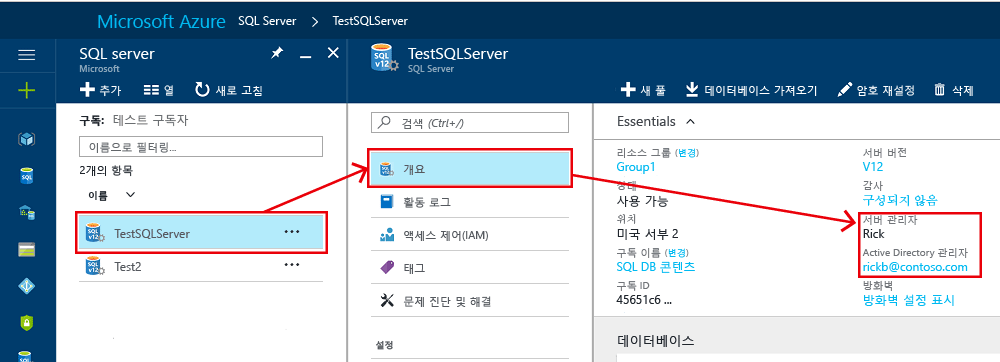 Microsoft Azure SQL Server > TestSQLServer
SQL server
Microsoft
추가 열 새로 고침
구독: 테스트 구독자
이름으로 필터링...
2개의 항목
이름
TestSQLServer ...
Test2 ...
TestSQLServer
SQL Server
검색 (Ctrl+/)
개요
활동 로그
액세스 제어(IAM)
태그
문제 진단 및 해결
설정
새 풀 데이터베이스 가져오기 암호 재설정 삭제
Essentials
리소스 그룹 (변경)
Group1
상태
사용 가능
위치
미국 서부 2
구독 이름 (변경)
SQL DB 콘텐츠
구독 ID
45651c6 ...
서버 버전
V12
감사
구성되지 않음
서버 관리자
Rick
Active Directory 관리자
rickb@contoso.com
방화벽
방화벽 설정 표시
데이터베이스